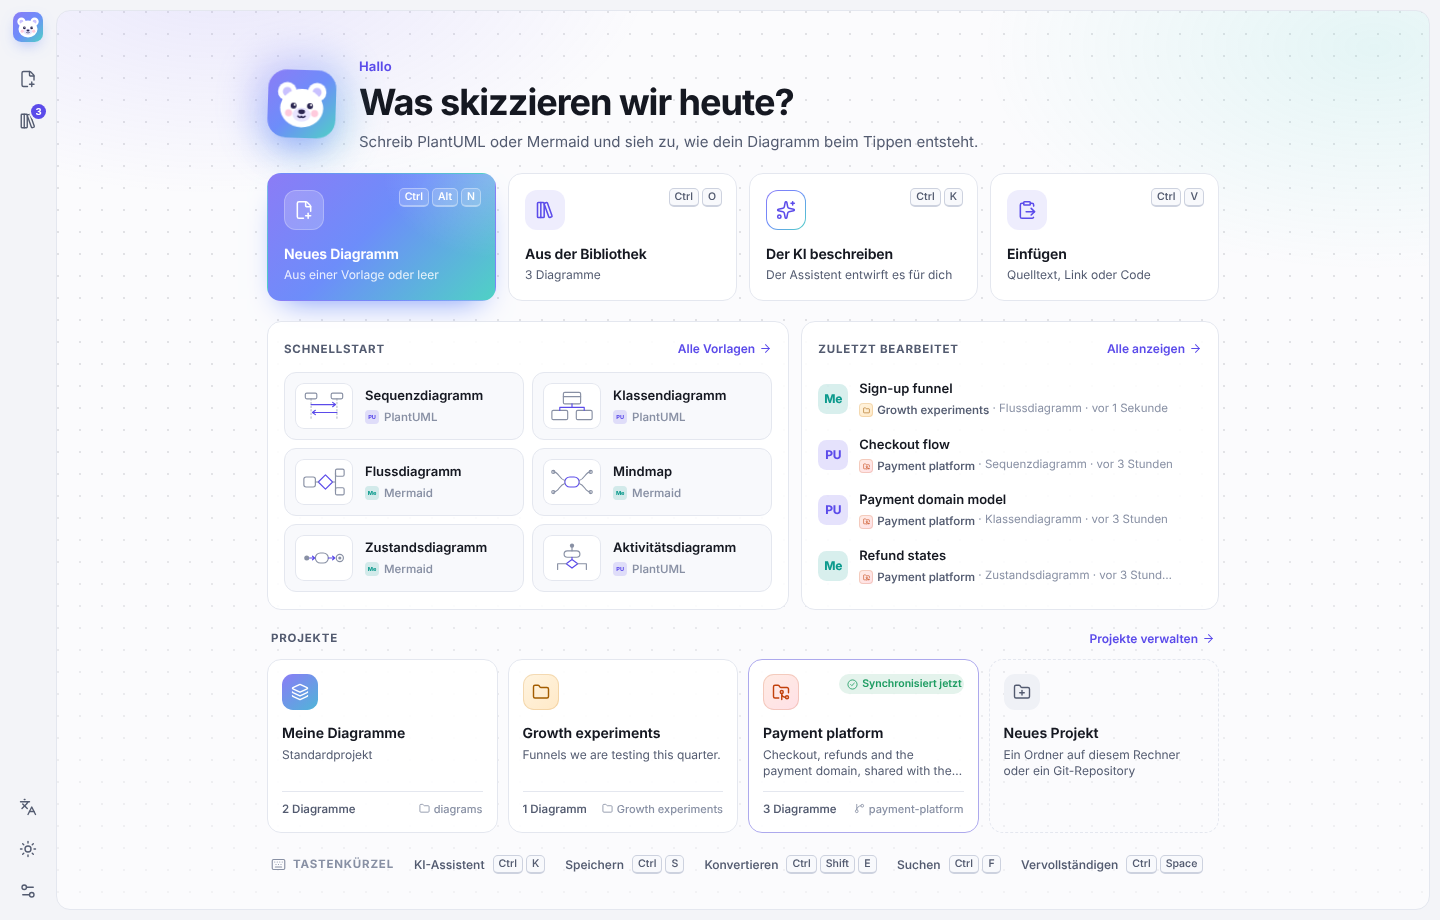 3
Hallo
Was skizzieren wir heute?
Schreib PlantUML oder Mermaid und sieh zu, wie dein Diagramm beim Tippen entsteht.
Ctrl Alt N
Neues Diagramm
Aus einer Vorlage oder leer
Ctrl O
Aus der Bibliothek
3 Diagramme
Ctrl K
Der KI beschreiben
Der Assistent entwirft es für dich
Ctrl V
Einfügen
Quelltext, Link oder Code
SCHNELLSTART
Alle Vorlagen →
Sequenzdiagramm
PU PlantUML
Klassendiagramm
PU PlantUML
Flussdiagramm
Me Mermaid
Mindmap
Me Mermaid
Zustandsdiagramm
Me Mermaid
Aktivitätsdiagramm
PU PlantUML
ZULETZT BEARBEITET
Alle anzeigen →
Me
Sign-up funnel
Growth experiments · Flussdiagramm · vor 1 Sekunde
PU
Checkout flow
Payment platform · Sequenzdiagramm · vor 3 Stunden
PU
Payment domain model
Payment platform · Klassendiagramm · vor 3 Stunden
Me
Refund states
Payment platform · Zustandsdiagramm · vor 3 Stund...
PROJEKTE
Projekte verwalten →
Meine Diagramme
Standardprojekt
2 Diagramme
diagrams
Growth experiments
Funnels we are testing this quarter.
1 Diagramm
Growth experiments
Synchronisiert jetzt
Payment platform
Checkout, refunds and the
payment domain, shared with the...
3 Diagramme
payment-platform
Neues Projekt
Ein Ordner auf diesem Rechner
oder ein Git-Repository
TASTENKÜRZEL KI-Assistent Ctrl K Speichern Ctrl S Konvertieren Ctrl Shift E Suchen Ctrl F Vervollständigen Ctrl Space